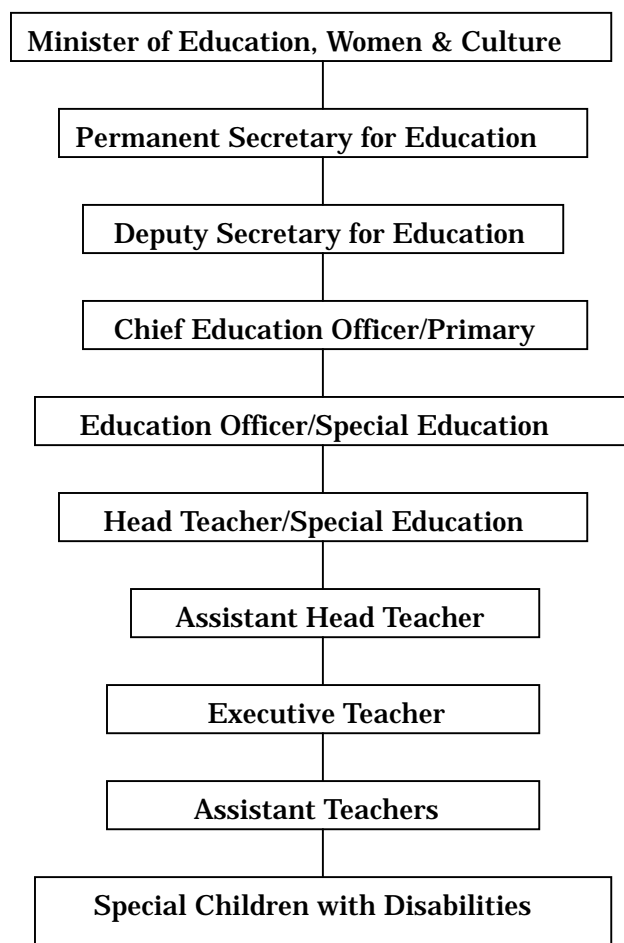 Minister of Education, Women & Culture
Permanent Secretary for Education
Deputy Secretary for Education
Chief Education Officer/Primary
Education Officer/Special Education
Head Teacher/Special Education
Assistant Head Teacher
Executive Teacher
Assistant Teachers
Special Children with Disabilities